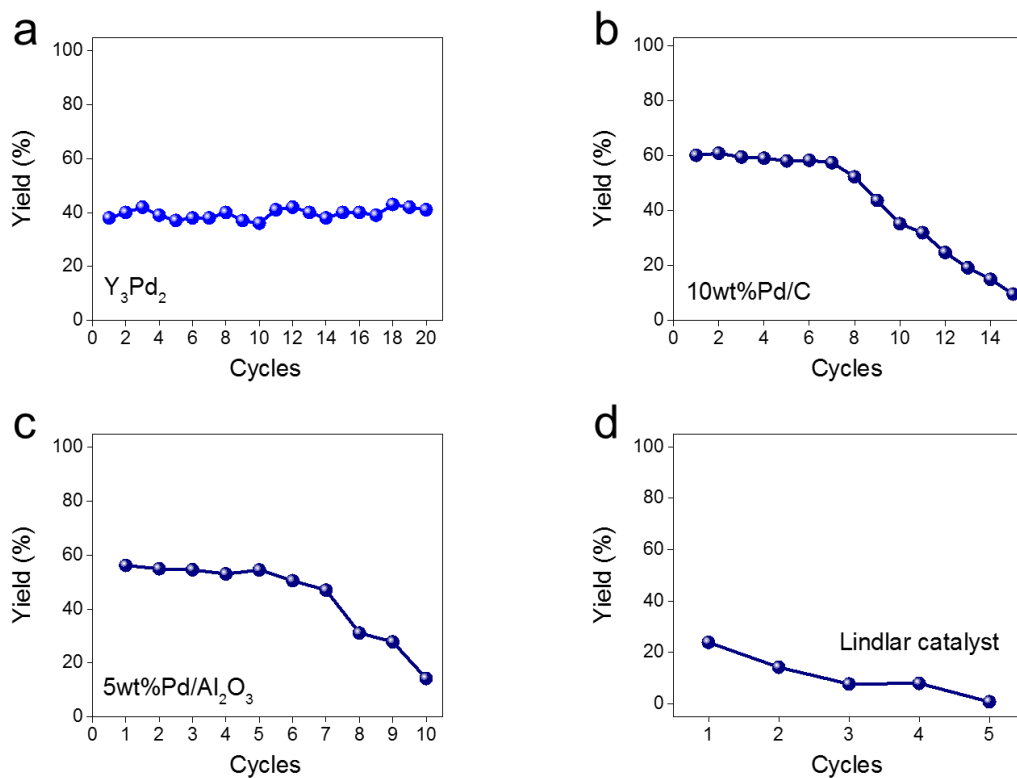 a
100
80
60
40
20
0
Yield (%)
Y₃Pd₂
0 2 4 6 8 10 12 14 16 18 20
Cycles
b
100
80
60
40
20
0
Yield (%)
10wt%Pd/C
0 2 4 6 8 10 12 14
Cycles
c
100
80
60
40
20
0
Yield (%)
5wt%Pd/Al₂O₃
0 1 2 3 4 5 6 7 8 9 10
Cycles
d
100
80
60
40
20
0
Yield (%)
Lindlar catalyst
1 2 3 4 5
Cycles